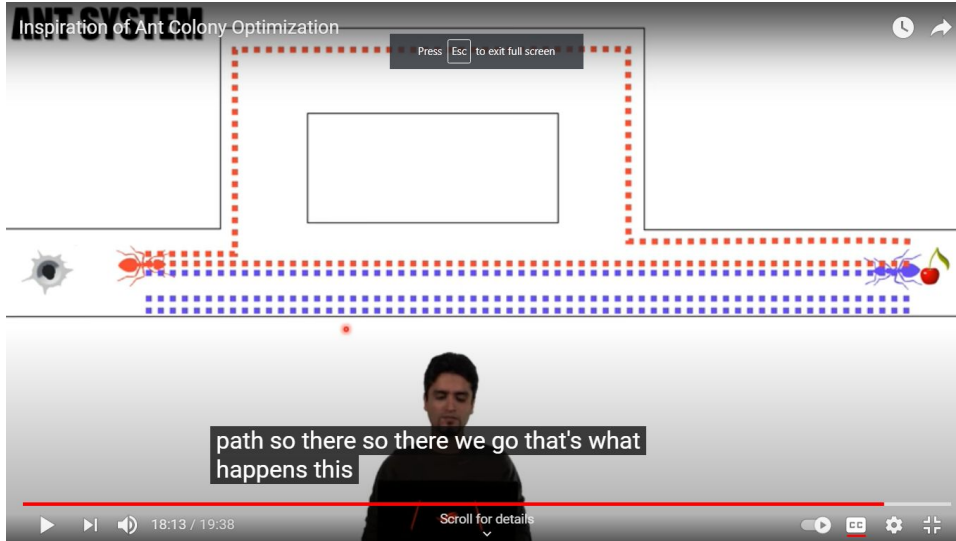 ANT SYSTEM
Inspiration of Ant Colony Optimization
Press Esc to exit full screen
path so there so there we go that's what
happens this
18:13 / 19:38
Scroll for details
CC